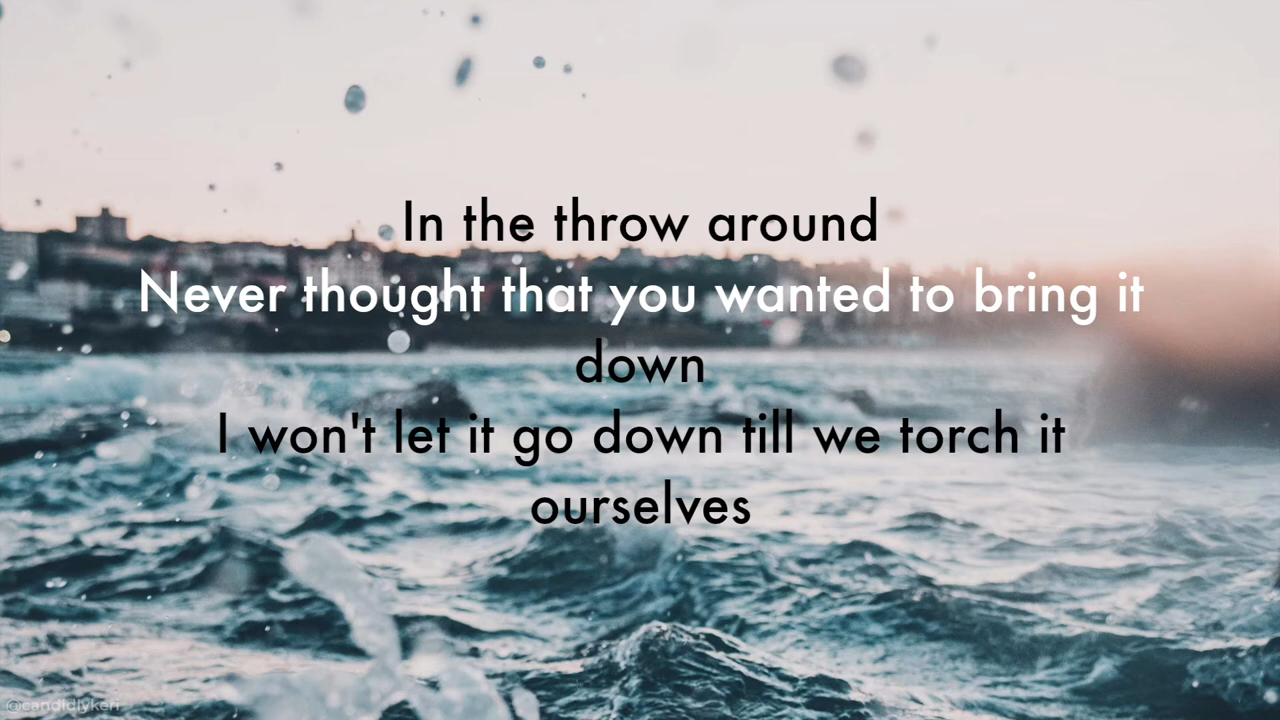 In the throw around
Never thought that you wanted to bring it
down
I won't let it go down till we torch it
ourselves
@candidlykeri